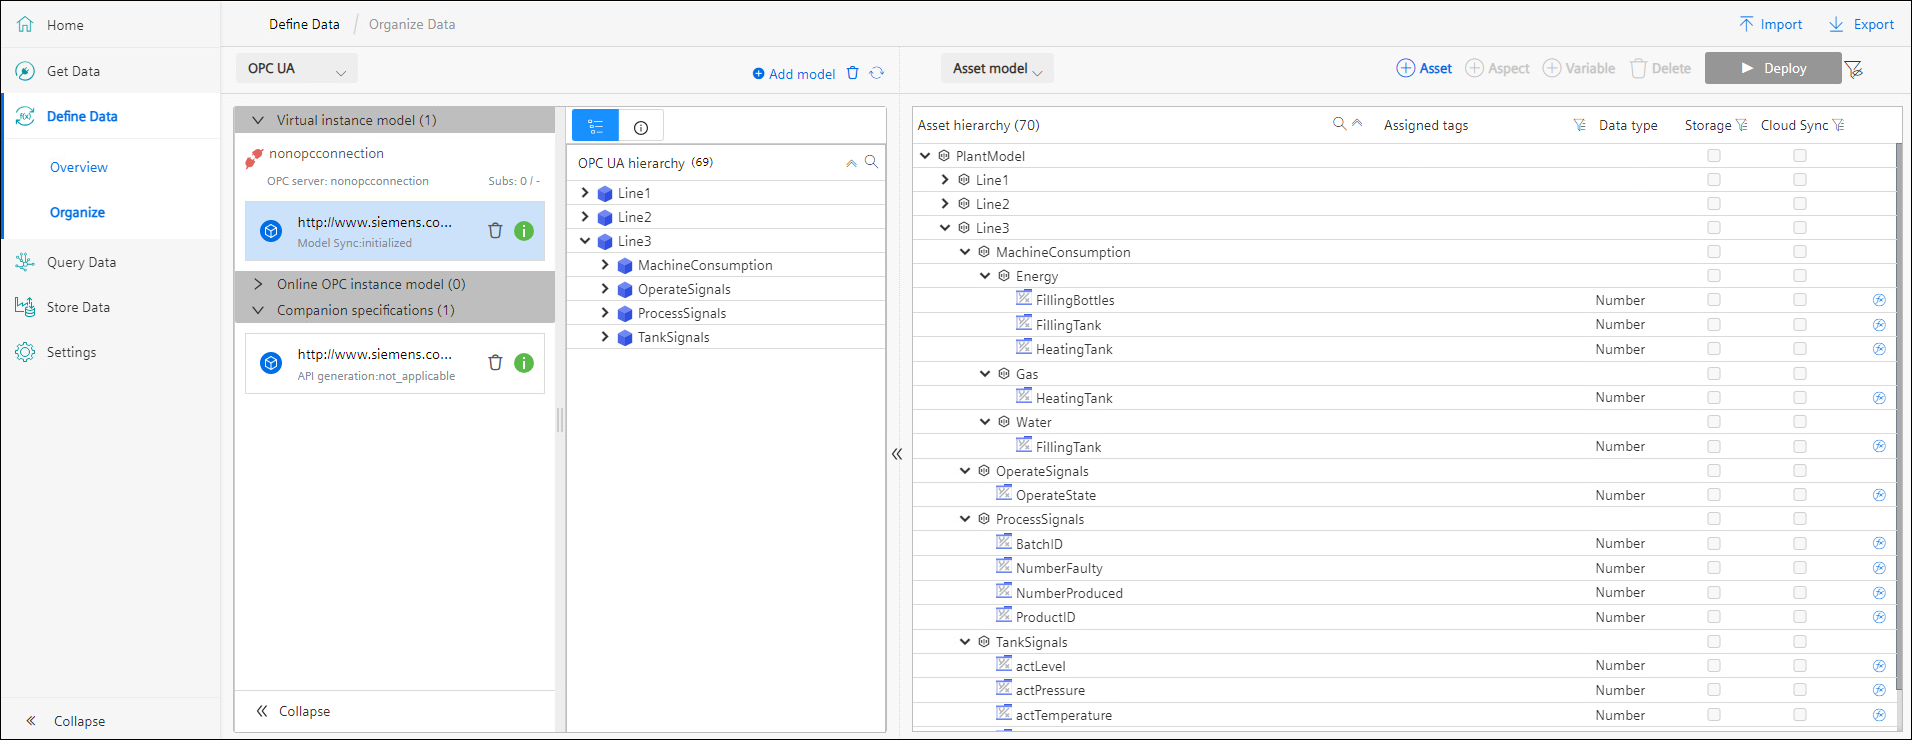 Home
Get Data
Define Data
Overview
Organize
Query Data
Store Data
Settings
Collapse
Define Data / Organize Data
Import Export
OPC UA
Add model
Virtual instance model (1)
nonopcconnection
OPC server: nonopcconnection Subs: 0 / -
http://www.siemens.co...
Model Sync:initialized
Online OPC instance model (0)
Companion specifications (1)
http://www.siemens.co...
API generation:not_applicable
Collapse
OPC UA hierarchy (69)
Line1
Line2
Line3
MachineConsumption
OperateSignals
ProcessSignals
TankSignals
Asset model
Asset Aspect Variable Delete Deploy
Asset hierarchy (70) Assigned tags Data type Storage Cloud Sync
PlantModel
Line1
Line2
Line3
MachineConsumption
Energy
FillingBottles Number
FillingTank Number
HeatingTank Number
Gas
HeatingTank Number
Water
FillingTank Number
OperateSignals
OperateState Number
ProcessSignals
BatchID Number
NumberFaulty Number
NumberProduced Number
ProductID Number
TankSignals
actLevel Number
actPressure Number
actTemperature Number